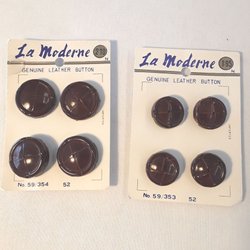 La Moderne
GENUINE LEATHER BUTTON
No. 59/354 52
La Moderne
GENUINE LEATHER BUTTON
No. 59/353 52